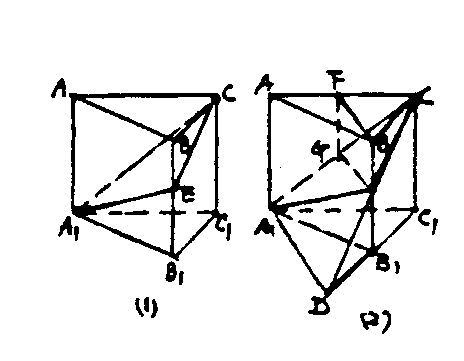 A C A F C
B G B
E
A₁ C₁ A₁ C₁
B₁ B₁
D
(1) (2)